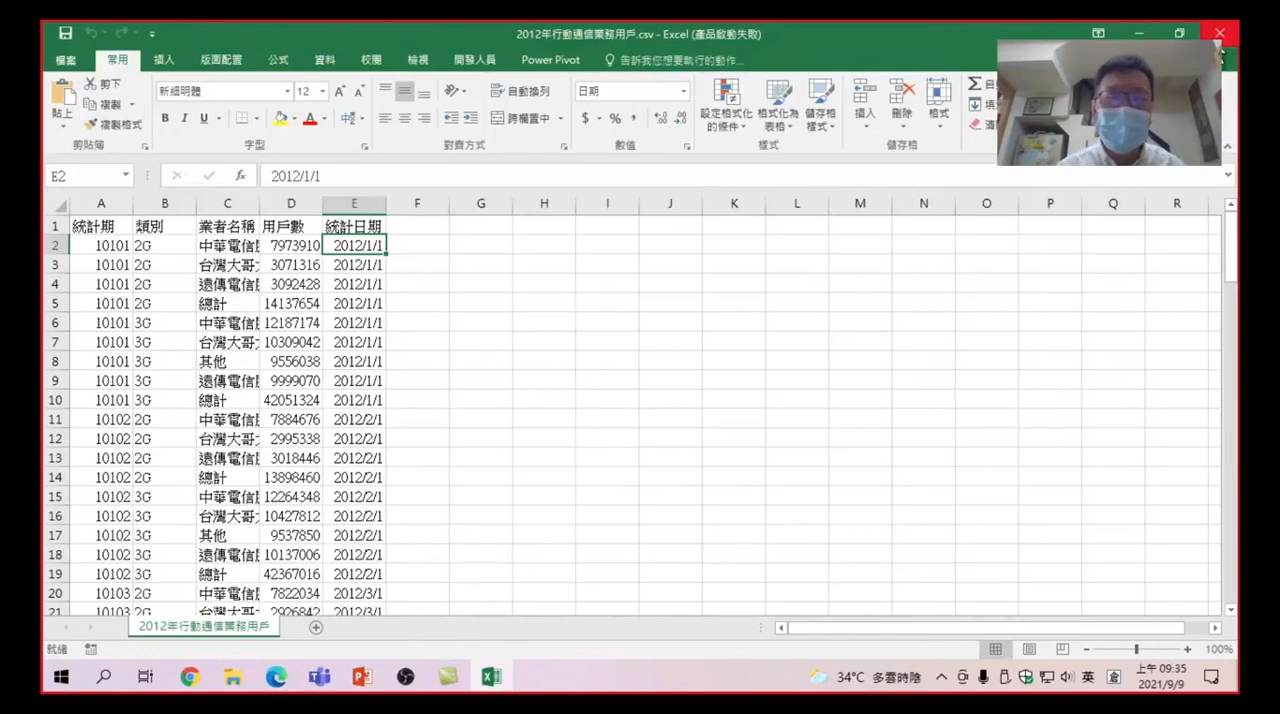 2012年行動通信業務用戶.csv - Excel (產品啟動失敗)
檔案 常用 插入 版面配置 公式 資料 校閱 檢視 開發人員 Power Pivot 告訴我您想要執行的動作...
貼上 剪下 複製 複製格式 剪貼簿
新細明體 12 B I U 中 字型
自動換列 跨欄置中 對齊方式
日期 $ % , 數值
設定格式化的條件 格式化為表格 儲存格樣式 樣式
插入 刪除 格式 儲存格
E2 fx 2012/1/1
A B C D E F G H I J K L M N O P Q R
1 統計期 類別 業者名稱 用戶數 統計日期
2 10101 2G 中華電信 7973910 2012/1/1
3 10101 2G 台灣大哥 3071316 2012/1/1
4 10101 2G 遠傳電信 3092428 2012/1/1
5 10101 2G 總計 14137654 2012/1/1
6 10101 3G 中華電信 12187174 2012/1/1
7 10101 3G 台灣大哥 10309042 2012/1/1
8 10101 3G 其他 9556038 2012/1/1
9 10101 3G 遠傳電信 9999070 2012/1/1
10 10101 3G 總計 42051324 2012/1/1
11 10102 2G 中華電信 7884676 2012/2/1
12 10102 2G 台灣大哥 2995338 2012/2/1
13 10102 2G 遠傳電信 3018446 2012/2/1
14 10102 2G 總計 13898460 2012/2/1
15 10102 3G 中華電信 12264348 2012/2/1
16 10102 3G 台灣大哥 10427812 2012/2/1
17 10102 3G 其他 9537850 2012/2/1
18 10102 3G 遠傳電信 10137006 2012/2/1
19 10102 3G 總計 42367016 2012/2/1
20 10103 2G 中華電信 7822034 2012/3/1
21 10103 2G 台灣大哥 2926842 2012/3/1
2012年行動通信業務用戶
就緒 100%
34°C 多雲時陰 英 倉 上午 09:35
2021/9/9